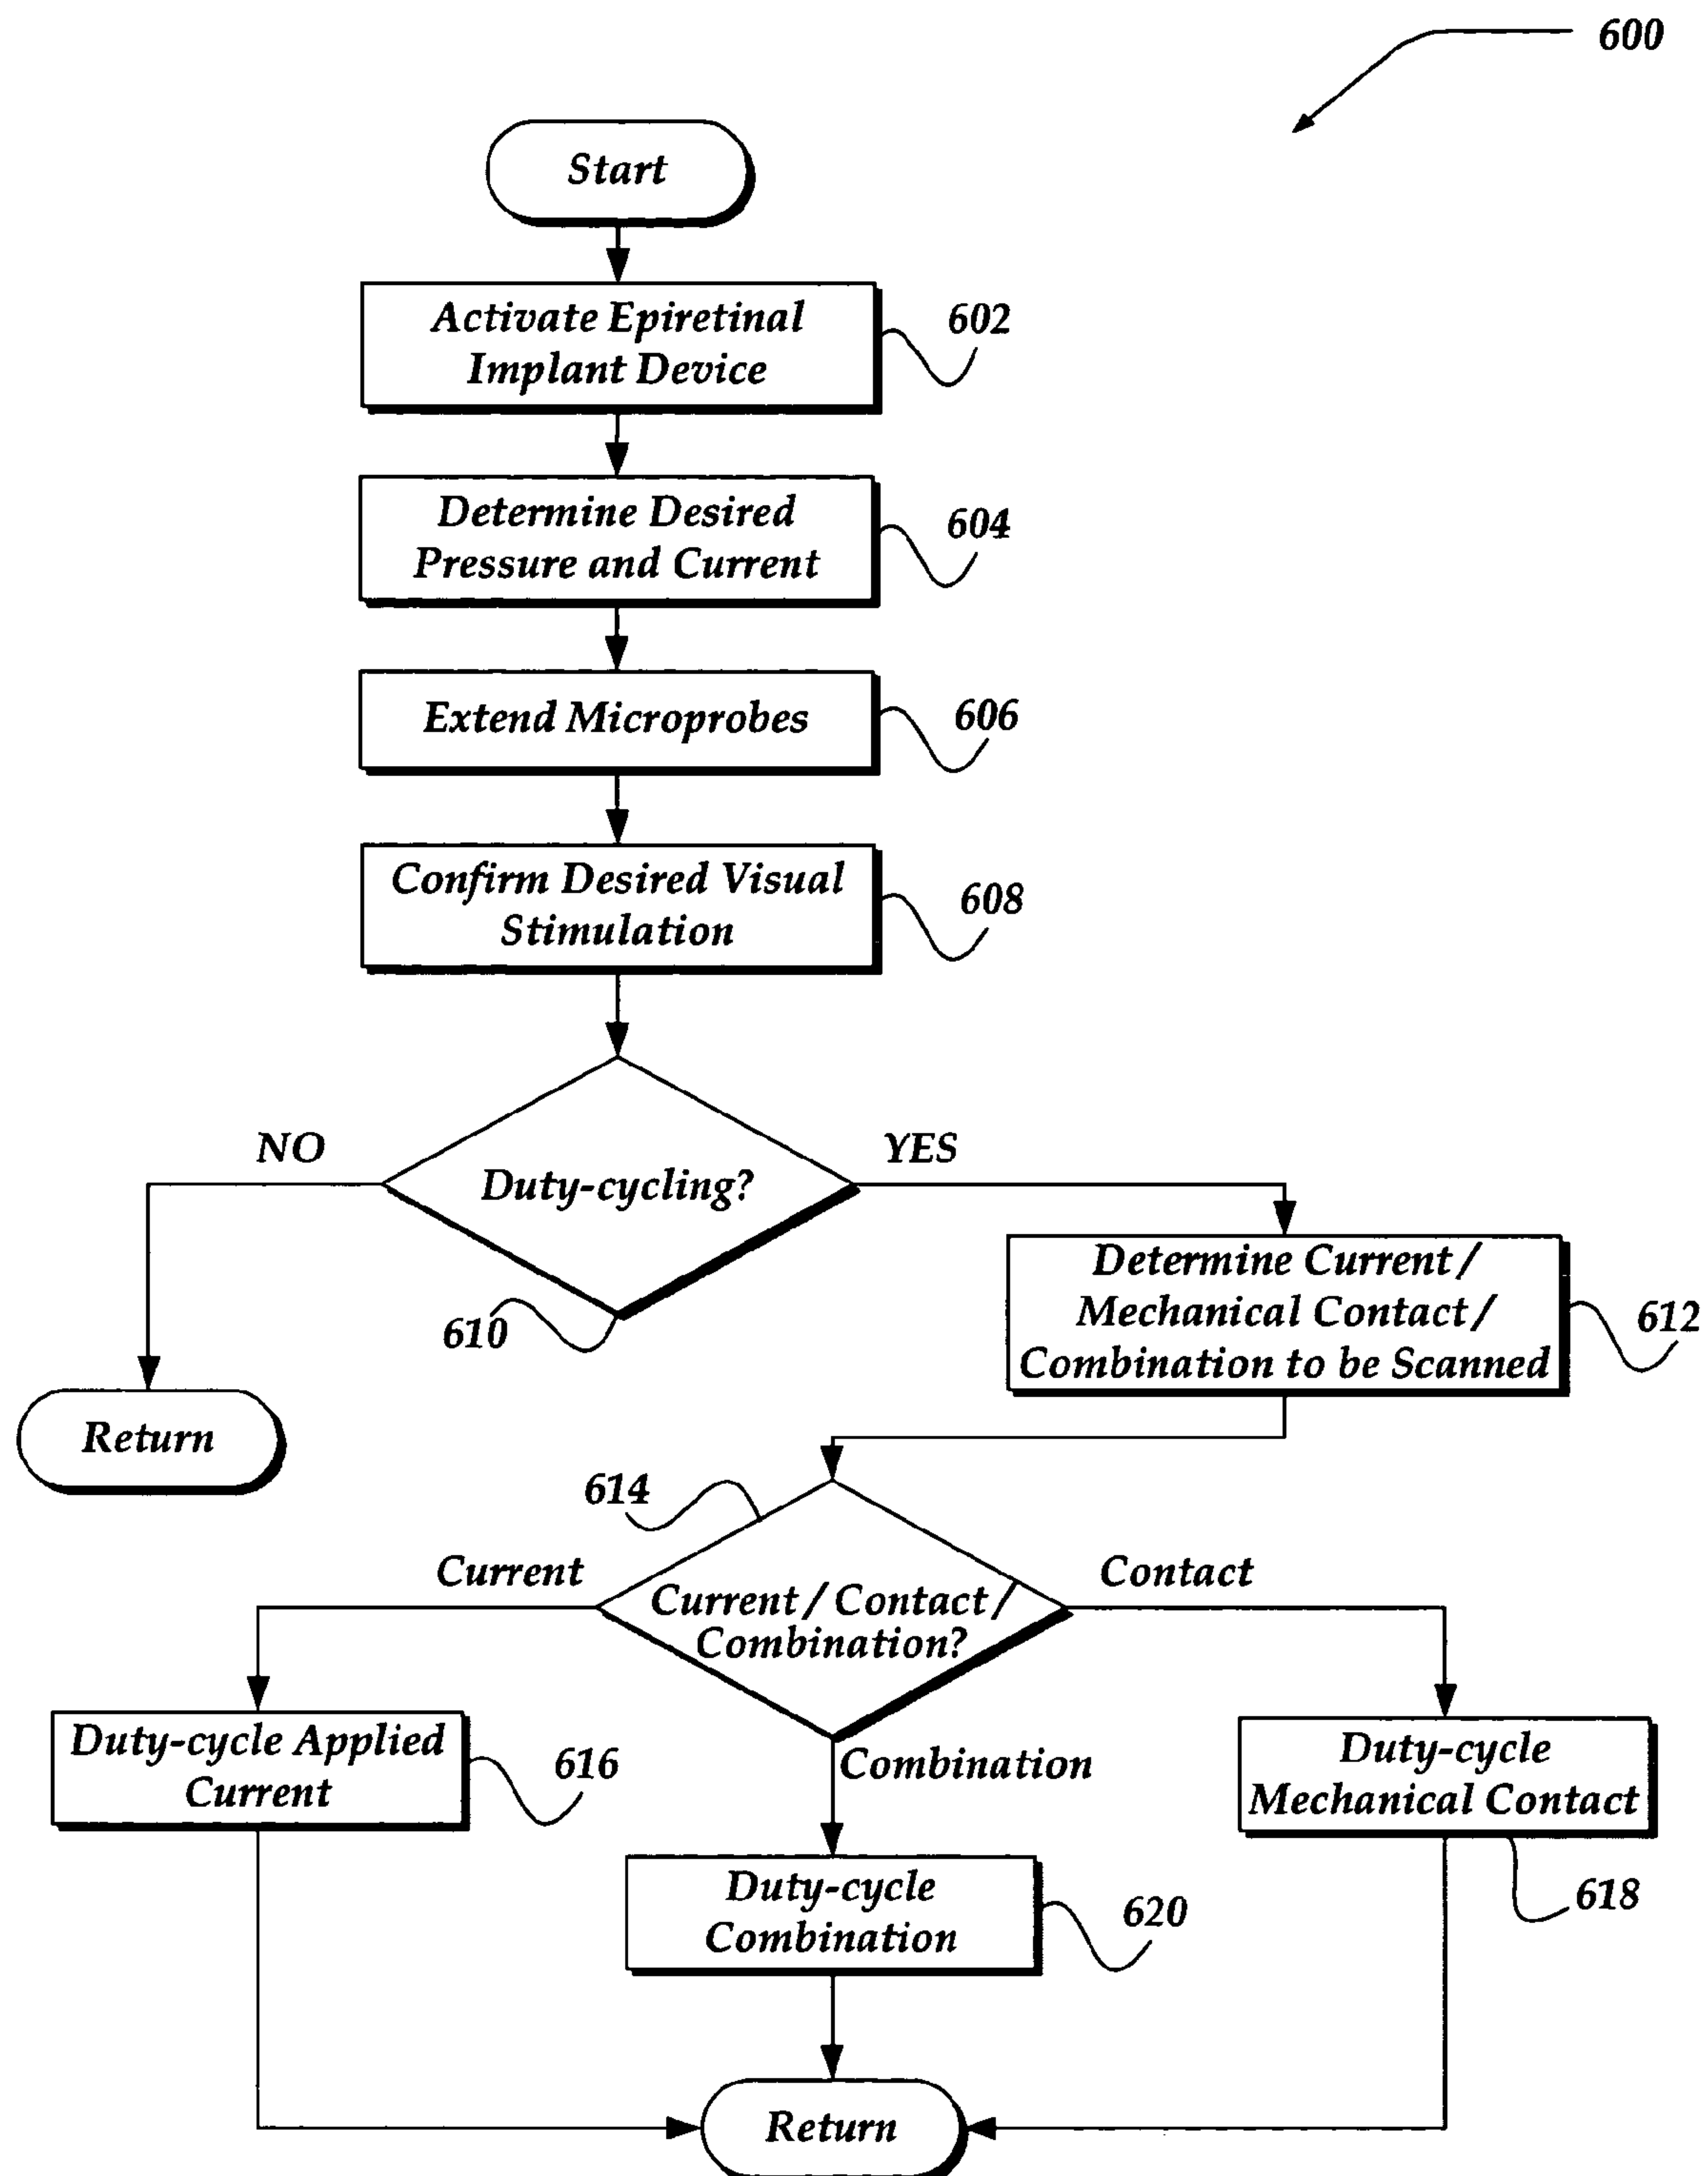 600
Start
Activate Epiretinal
Implant Device
602
Determine Desired
Pressure and Current
604
Extend Microprobes
606
Confirm Desired Visual
Stimulation
608
NO
YES
Duty-cycling?
610
Determine Current/
Mechanical Contact/
Combination to be Scanned
612
Return
614
Current
Contact
Current/Contact/
Combination?
Duty-cycle Applied
Current
616
Combination
Duty-cycle
Mechanical Contact
618
Duty-cycle
Combination
620
Return